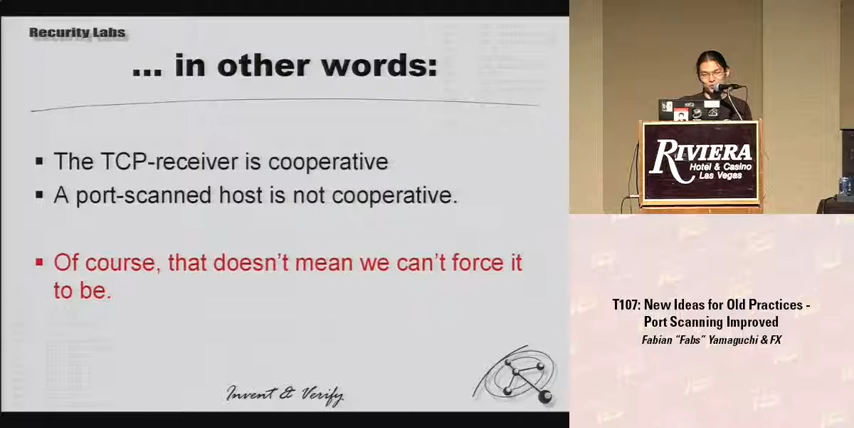 Recurity Labs
... in other words:
▪ The TCP-receiver is cooperative
▪ A port-scanned host is not cooperative.
▪ Of course, that doesn't mean we can't force it
to be.
Invent & Verify
RIVIERA
Hotel & Casino
Las Vegas
T107: New Ideas for Old Practices -
Port Scanning Improved
Fabian "Fabs" Yamaguchi & FX